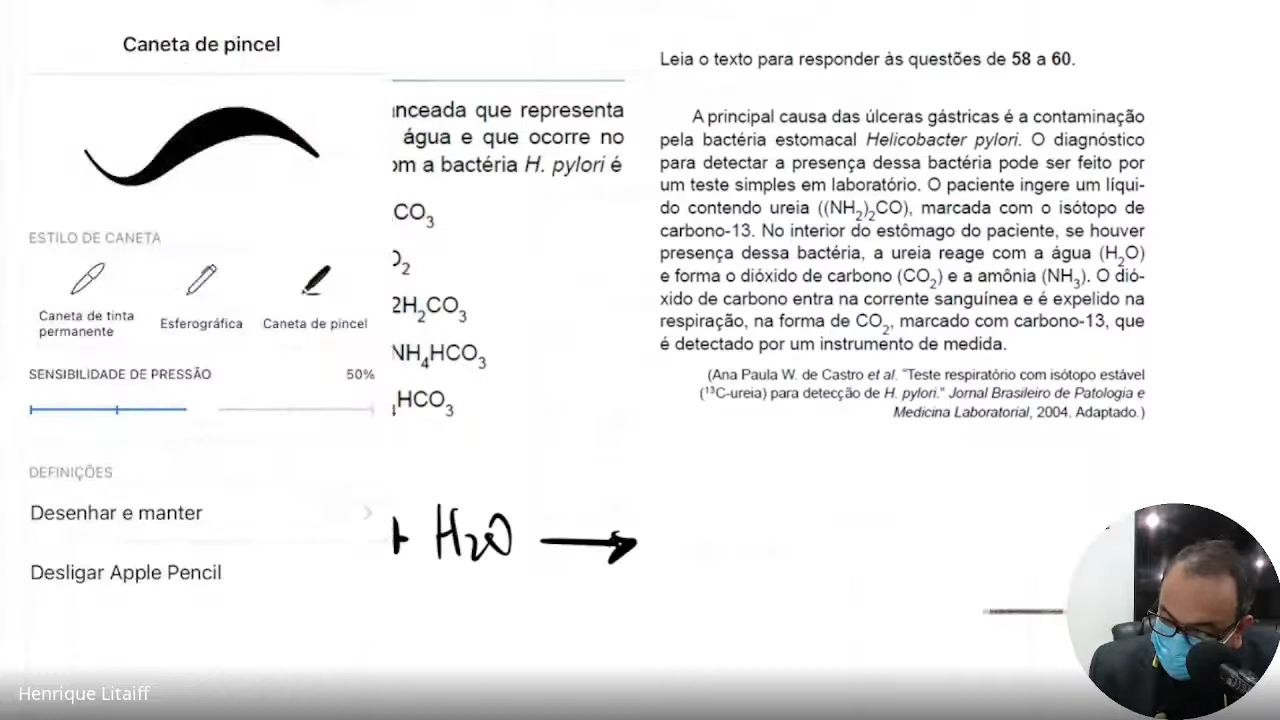 Caneta de pincel
ESTILO DE CANETA
Caneta de tinta
permanente
Esferográfica
Caneta de pincel
SENSIBILIDADE DE PRESSÃO 50%
DEFINIÇÕES
Desenhar e manter
Desligar Apple Pencil
nceada que representa
água e que ocorre no
om a bactéria H. pylori é
CO3
O2
2H2CO3
NH4HCO3
HCO3
+ H2O →
Leia o texto para responder às questões de 58 a 60.
A principal causa das úlceras gástricas é a contaminação
pela bactéria estomacal Helicobacter pylori. O diagnóstico
para detectar a presença dessa bactéria pode ser feito por
um teste simples em laboratório. O paciente ingere um líqui-
do contendo ureia ((NH2)2CO), marcada com o isótopo de
carbono-13. No interior do estômago do paciente, se houver
presença dessa bactéria, a ureia reage com a água (H2O)
e forma o dióxido de carbono (CO2) e a amônia (NH3). O dió-
xido de carbono entra na corrente sanguínea e é expelido na
respiração, na forma de CO2, marcado com carbono-13, que
é detectado por um instrumento de medida.
(Ana Paula W. de Castro et al. "Teste respiratório com isótopo estável
(13C-ureia) para detecção de H. pylori." Jornal Brasileiro de Patologia e
Medicina Laboratorial, 2004. Adaptado.)
Henrique Litaiff